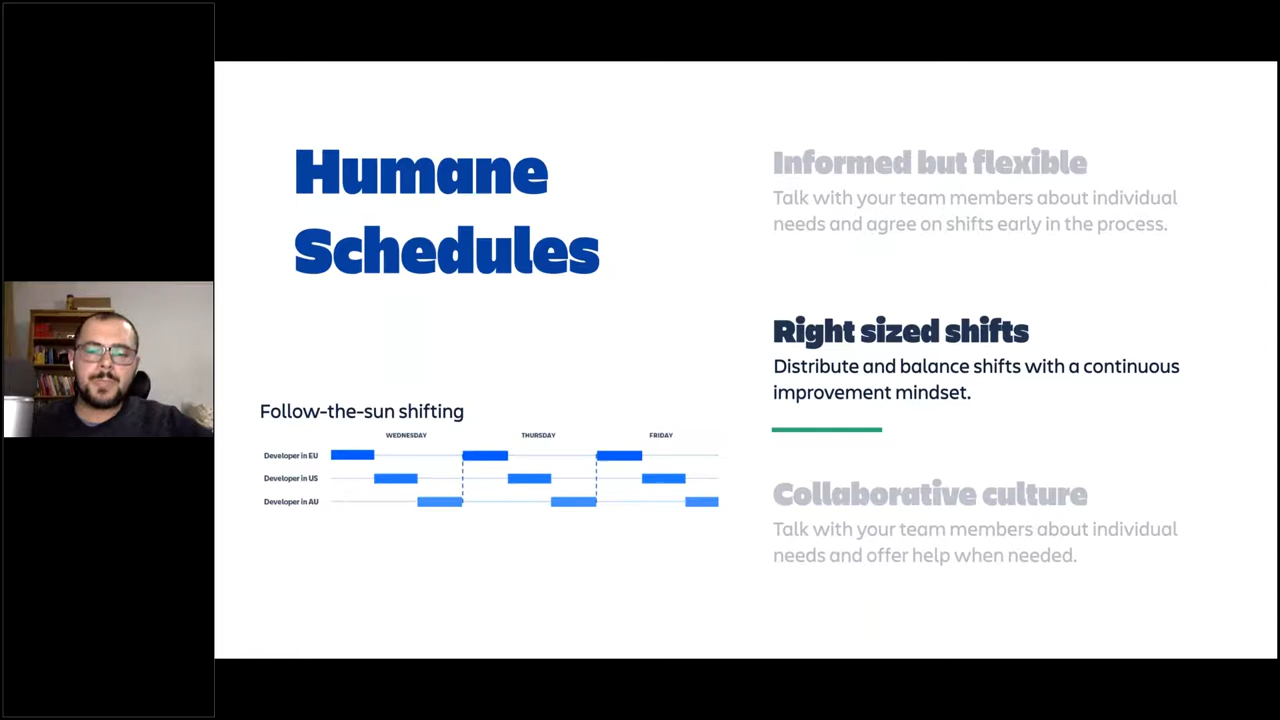 Humane
Schedules
Follow-the-sun shifting
WEDNESDAY THURSDAY FRIDAY
Developer in EU
Developer in US
Developer in AU
Informed but flexible
Talk with your team members about individual
needs and agree on shifts early in the process.
Right sized shifts
Distribute and balance shifts with a continuous
improvement mindset.
Collaborative culture
Talk with your team members about individual
needs and offer help when needed.